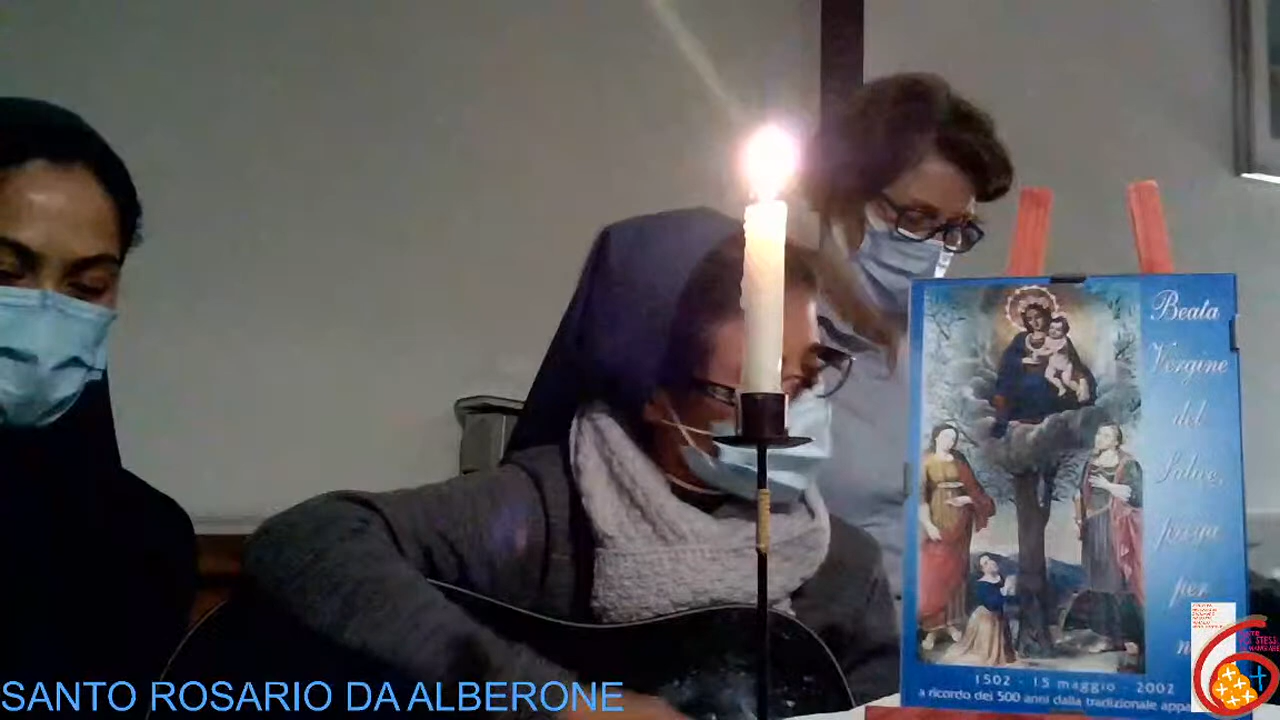 Beata
Vergine
del
Salice,
prega
per
1502 - 15 maggio - 2002
a ricordo dei 500 anni dalla tradizionale appa
SANTO ROSARIO DA ALBERONE